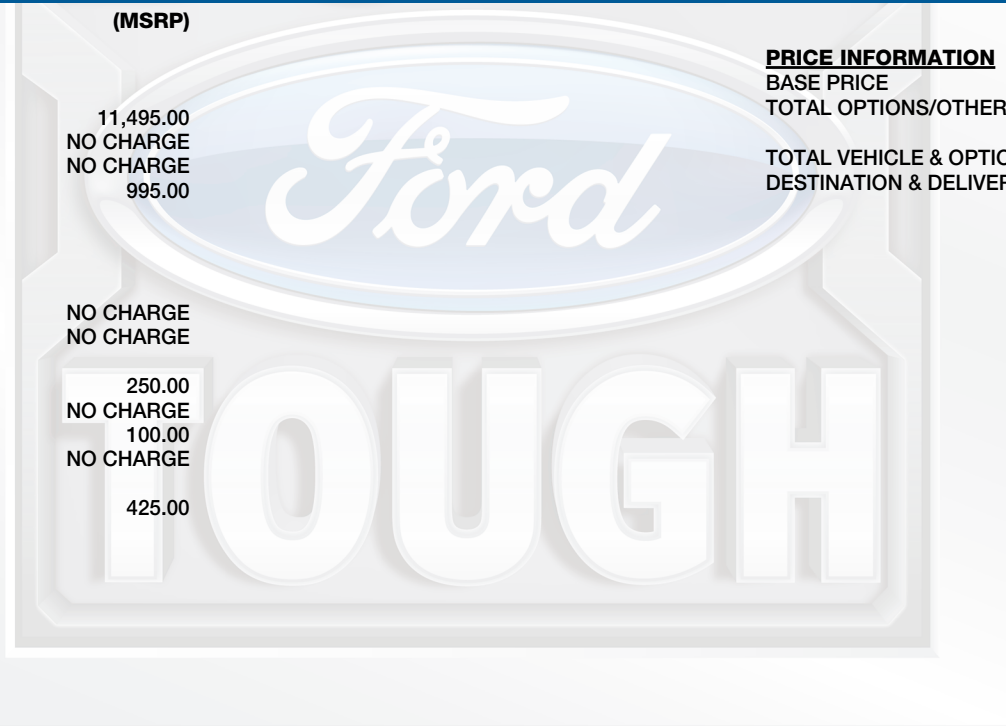 (MSRP)
11,495.00
NO CHARGE
NO CHARGE
995.00
NO CHARGE
NO CHARGE
250.00
NO CHARGE
100.00
NO CHARGE
425.00
PRICE INFORMATION
BASE PRICE
TOTAL OPTIONS/OTHER
TOTAL VEHICLE & OPTIO
DESTINATION & DELIVER
Ford
TOUGH